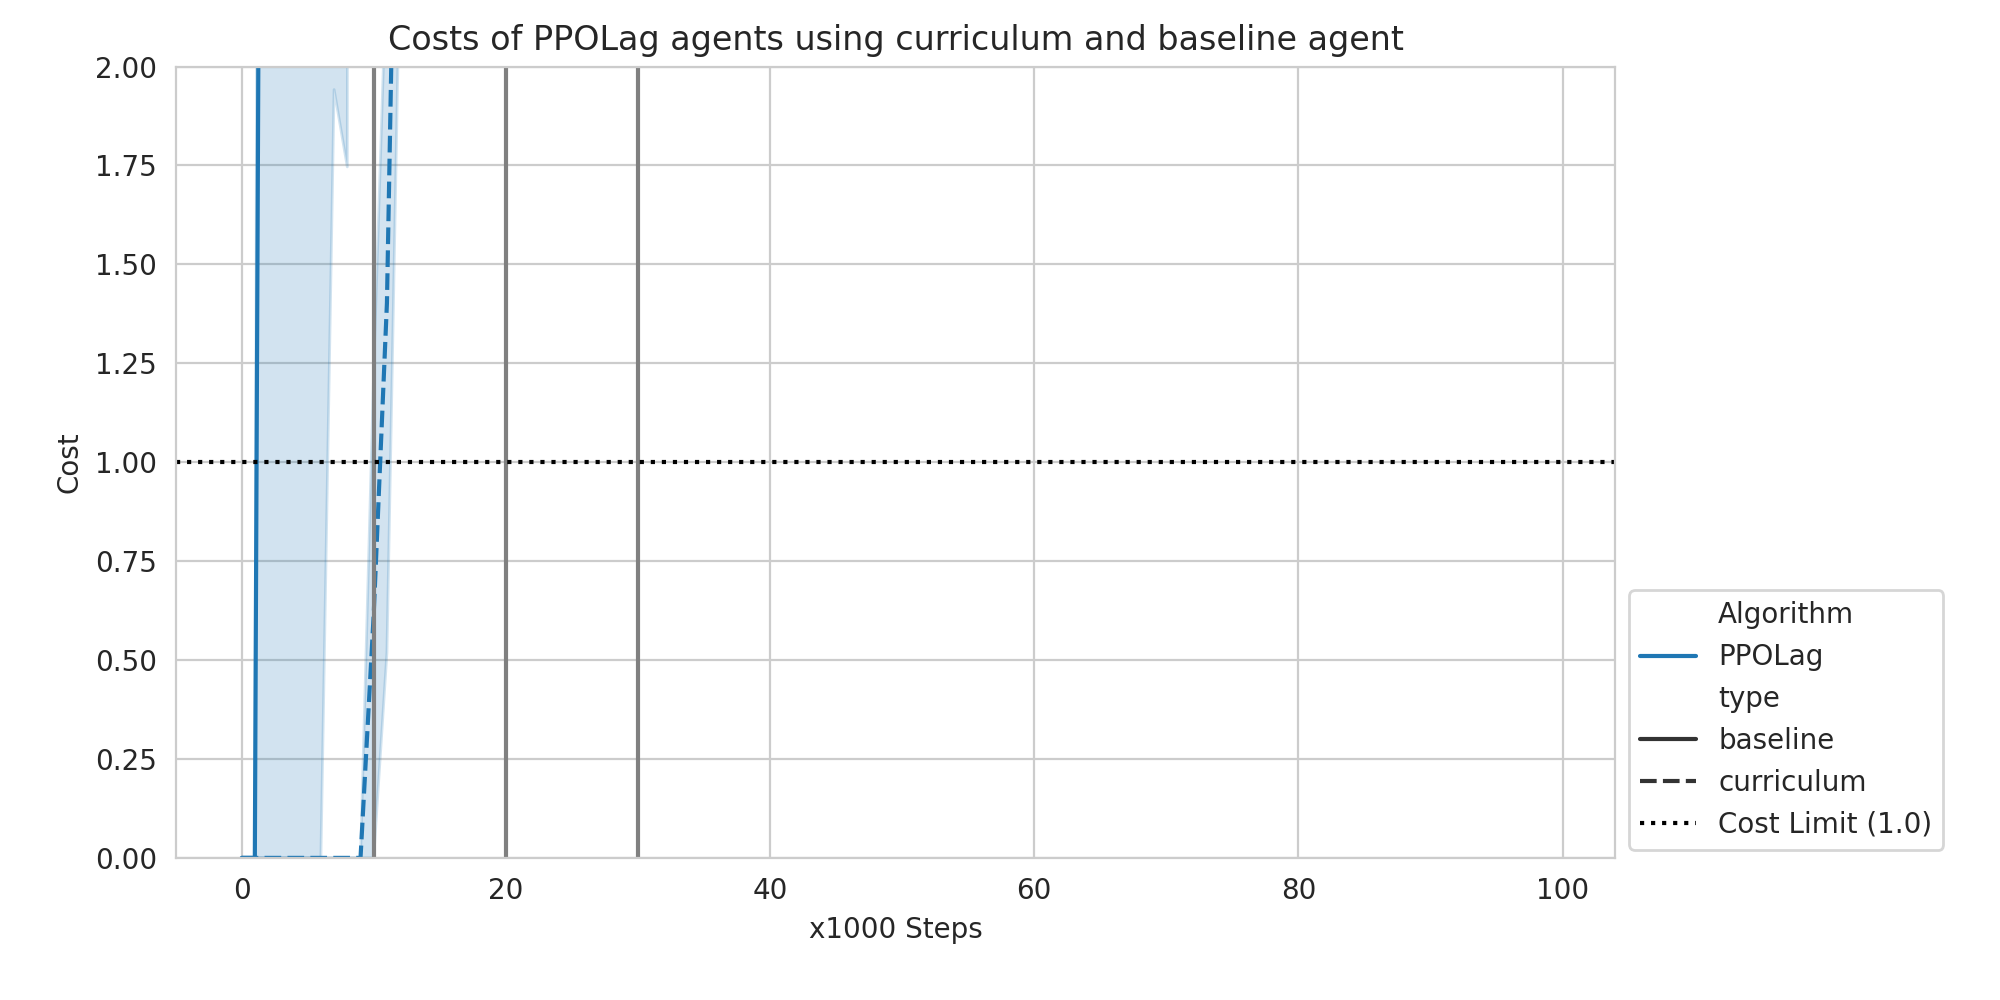 Costs of PPOLag agents using curriculum and baseline agent
2.00
1.75
1.50
1.25
1.00
0.75
0.50
0.25
0.00
Cost
0 20 40 60 80 100
x1000 Steps
Algorithm
PPOLag
type
baseline
curriculum
Cost Limit (1.0)